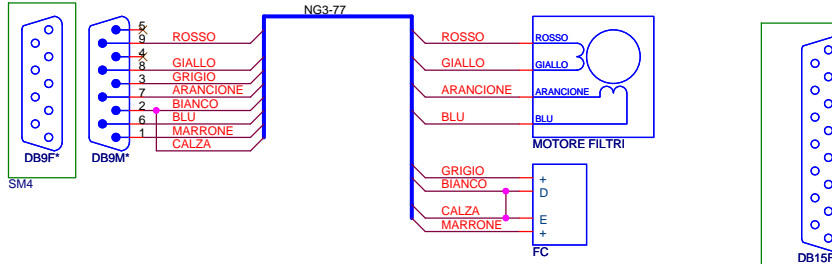 NG3-77
5
9 ROSSO
4
8 GIALLO
3 GRIGIO
7 ARANCIONE
2 BIANCO
6 BLU
1 MARRONE
CALZA
DB9F*
DB9M*
SM4
ROSSO
GIALLO
ARANCIONE
BLU
ROSSO
GIALLO
ARANCIONE
BLU
MOTORE FILTRI
GRIGIO
BIANCO
CALZA
MARRONE
+
D
E
+
FC
DB15F